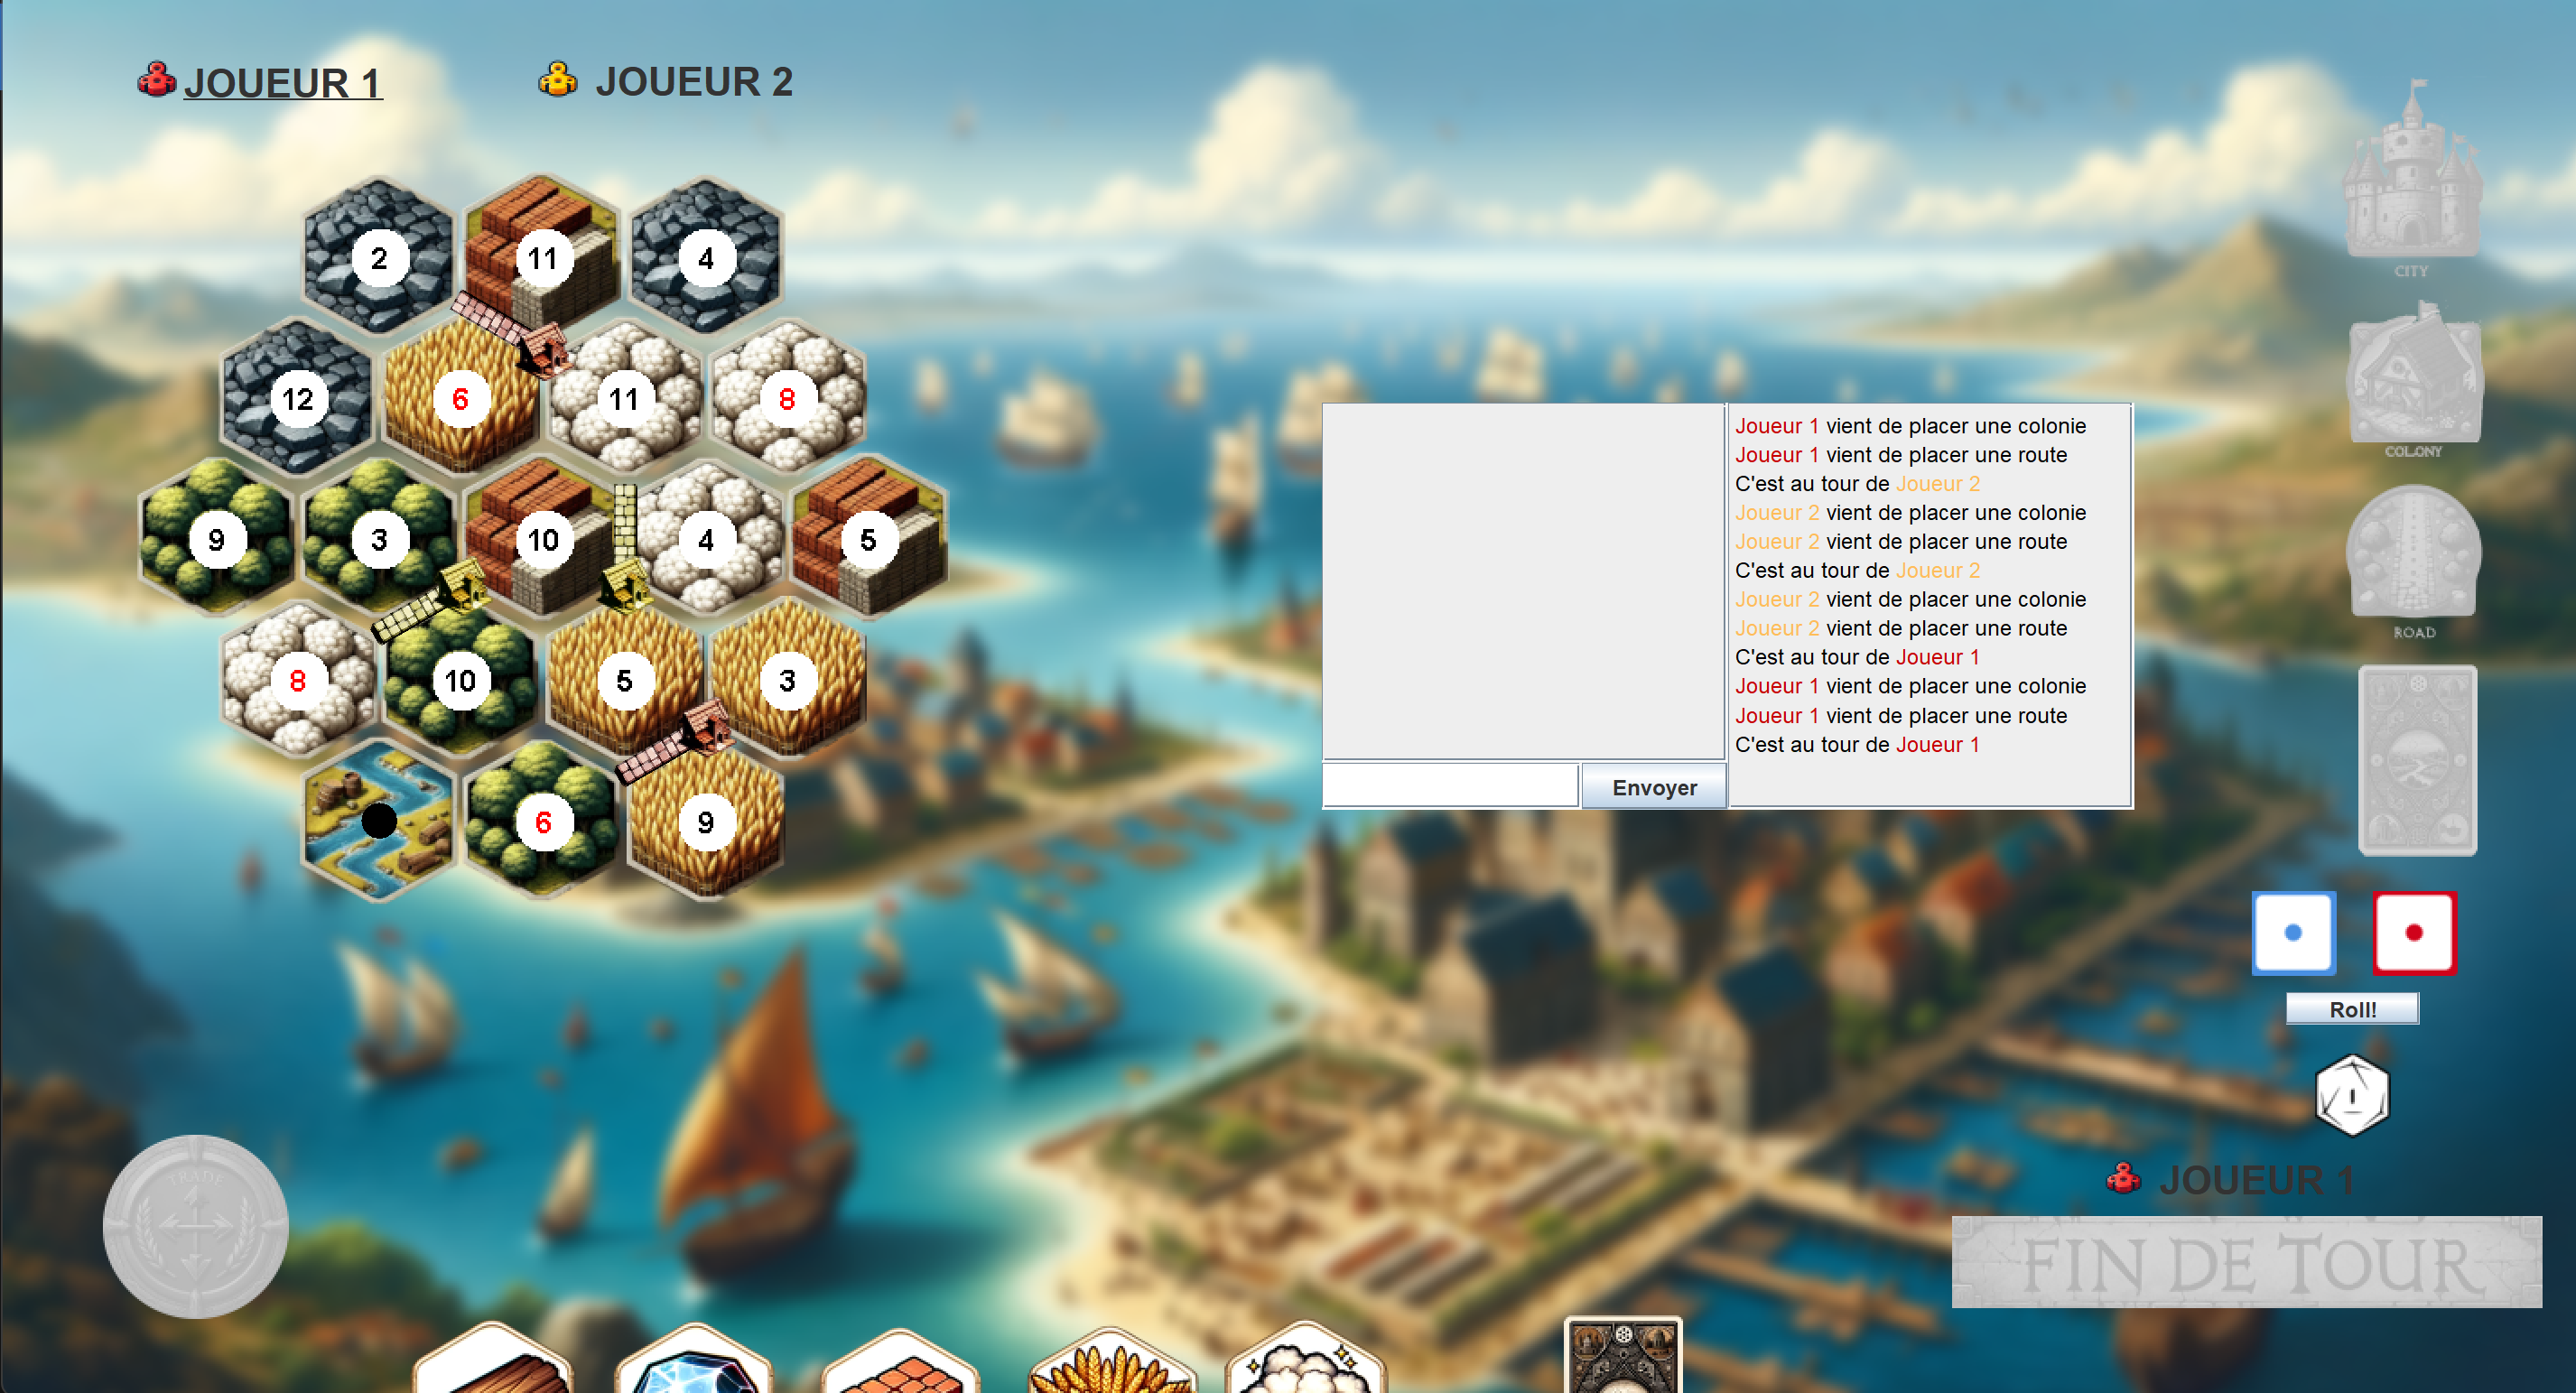 JOUEUR 1
JOUEUR 2
2
11
4
12
6
11
8
9
3
10
4
5
8
10
5
3
6
9
Joueur 1 vient de placer une colonie
Joueur 1 vient de placer une route
C'est au tour de Joueur 2
Joueur 2 vient de placer une colonie
Joueur 2 vient de placer une route
C'est au tour de Joueur 2
Joueur 2 vient de placer une colonie
Joueur 2 vient de placer une route
C'est au tour de Joueur 1
Joueur 1 vient de placer une colonie
Joueur 1 vient de placer une route
C'est au tour de Joueur 1
Envoyer
CITY
COLONY
ROAD
Roll!
TRADE
JOUEUR 1
FIN DE TOUR